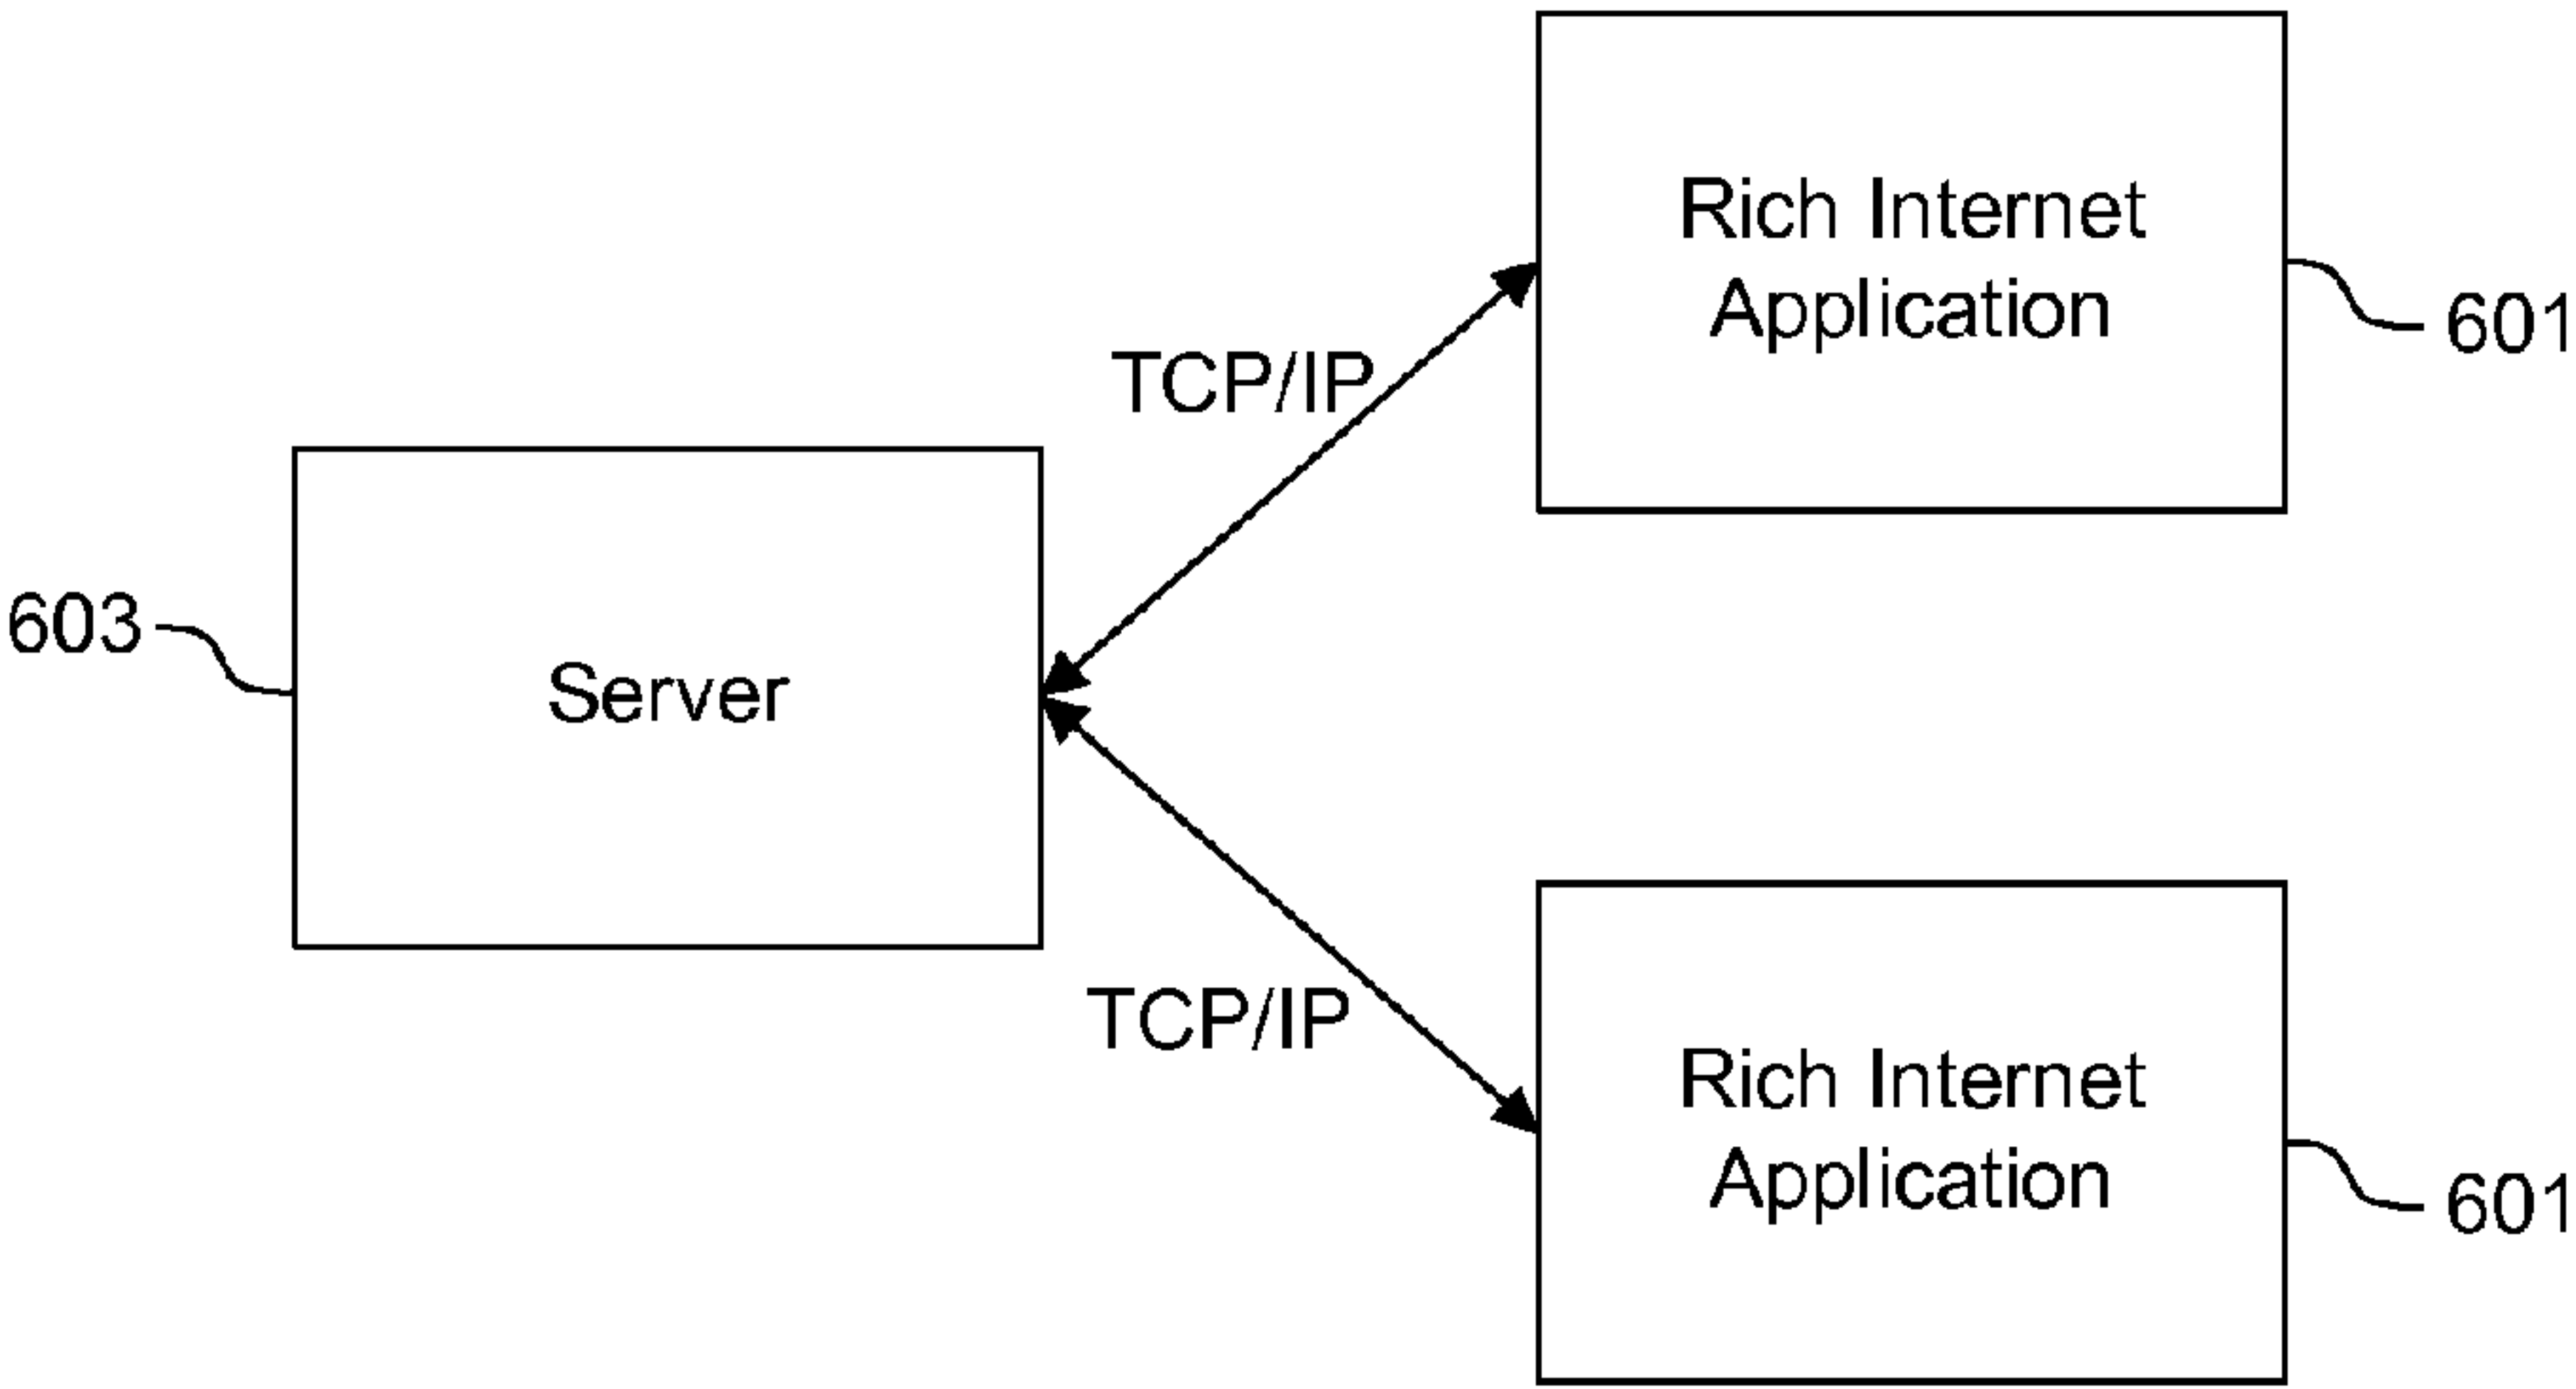 Rich Internet
Application
601
TCP/IP
603
Server
TCP/IP
Rich Internet
Application
601